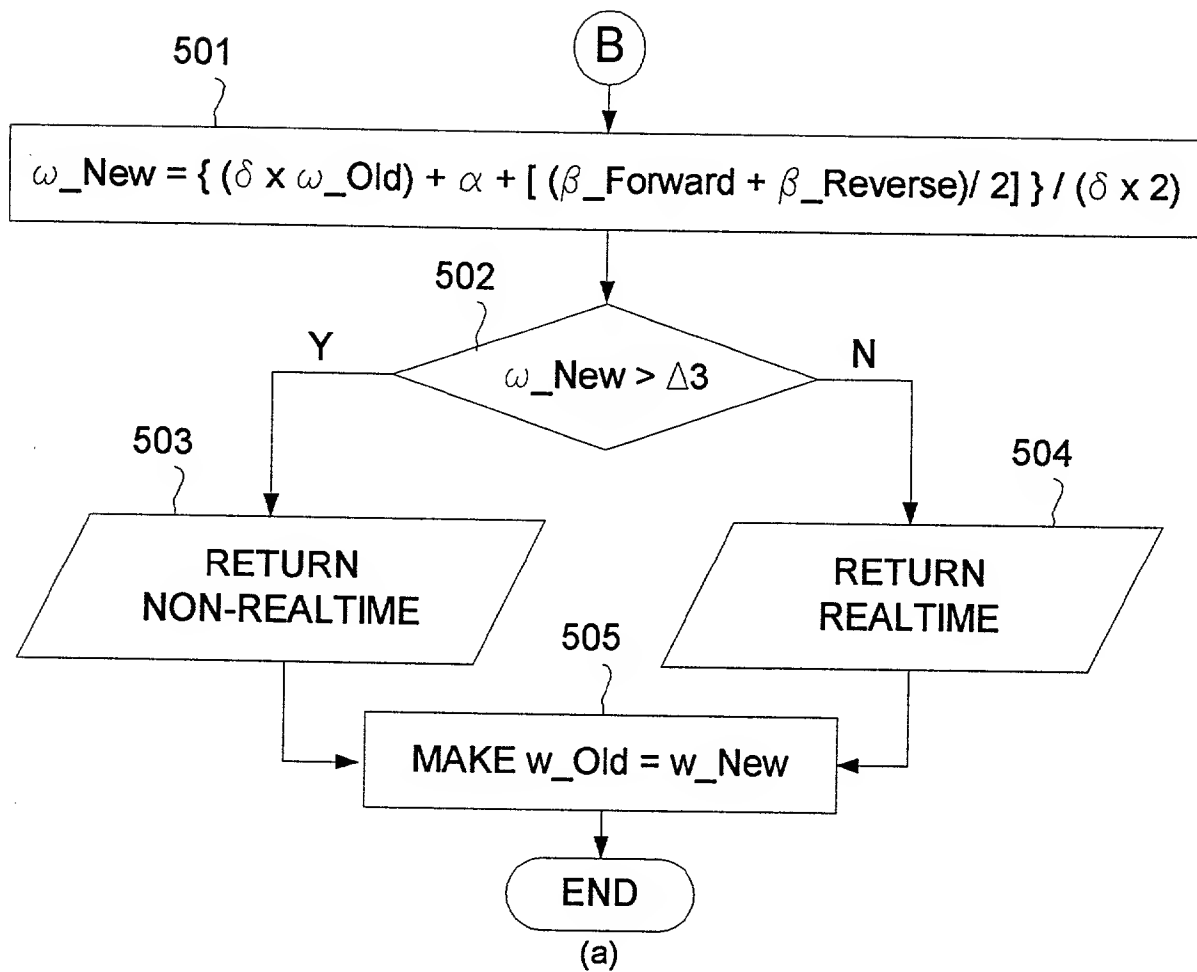 B
501
ω_New = { (δ x ω_Old) + α + [ (β_Forward + β_Reverse)/ 2] } / (δ x 2)
502
Y
N
ω_New > Δ3
503
504
RETURN
NON-REALTIME
RETURN
REALTIME
505
MAKE w_Old = w_New
END
(a)